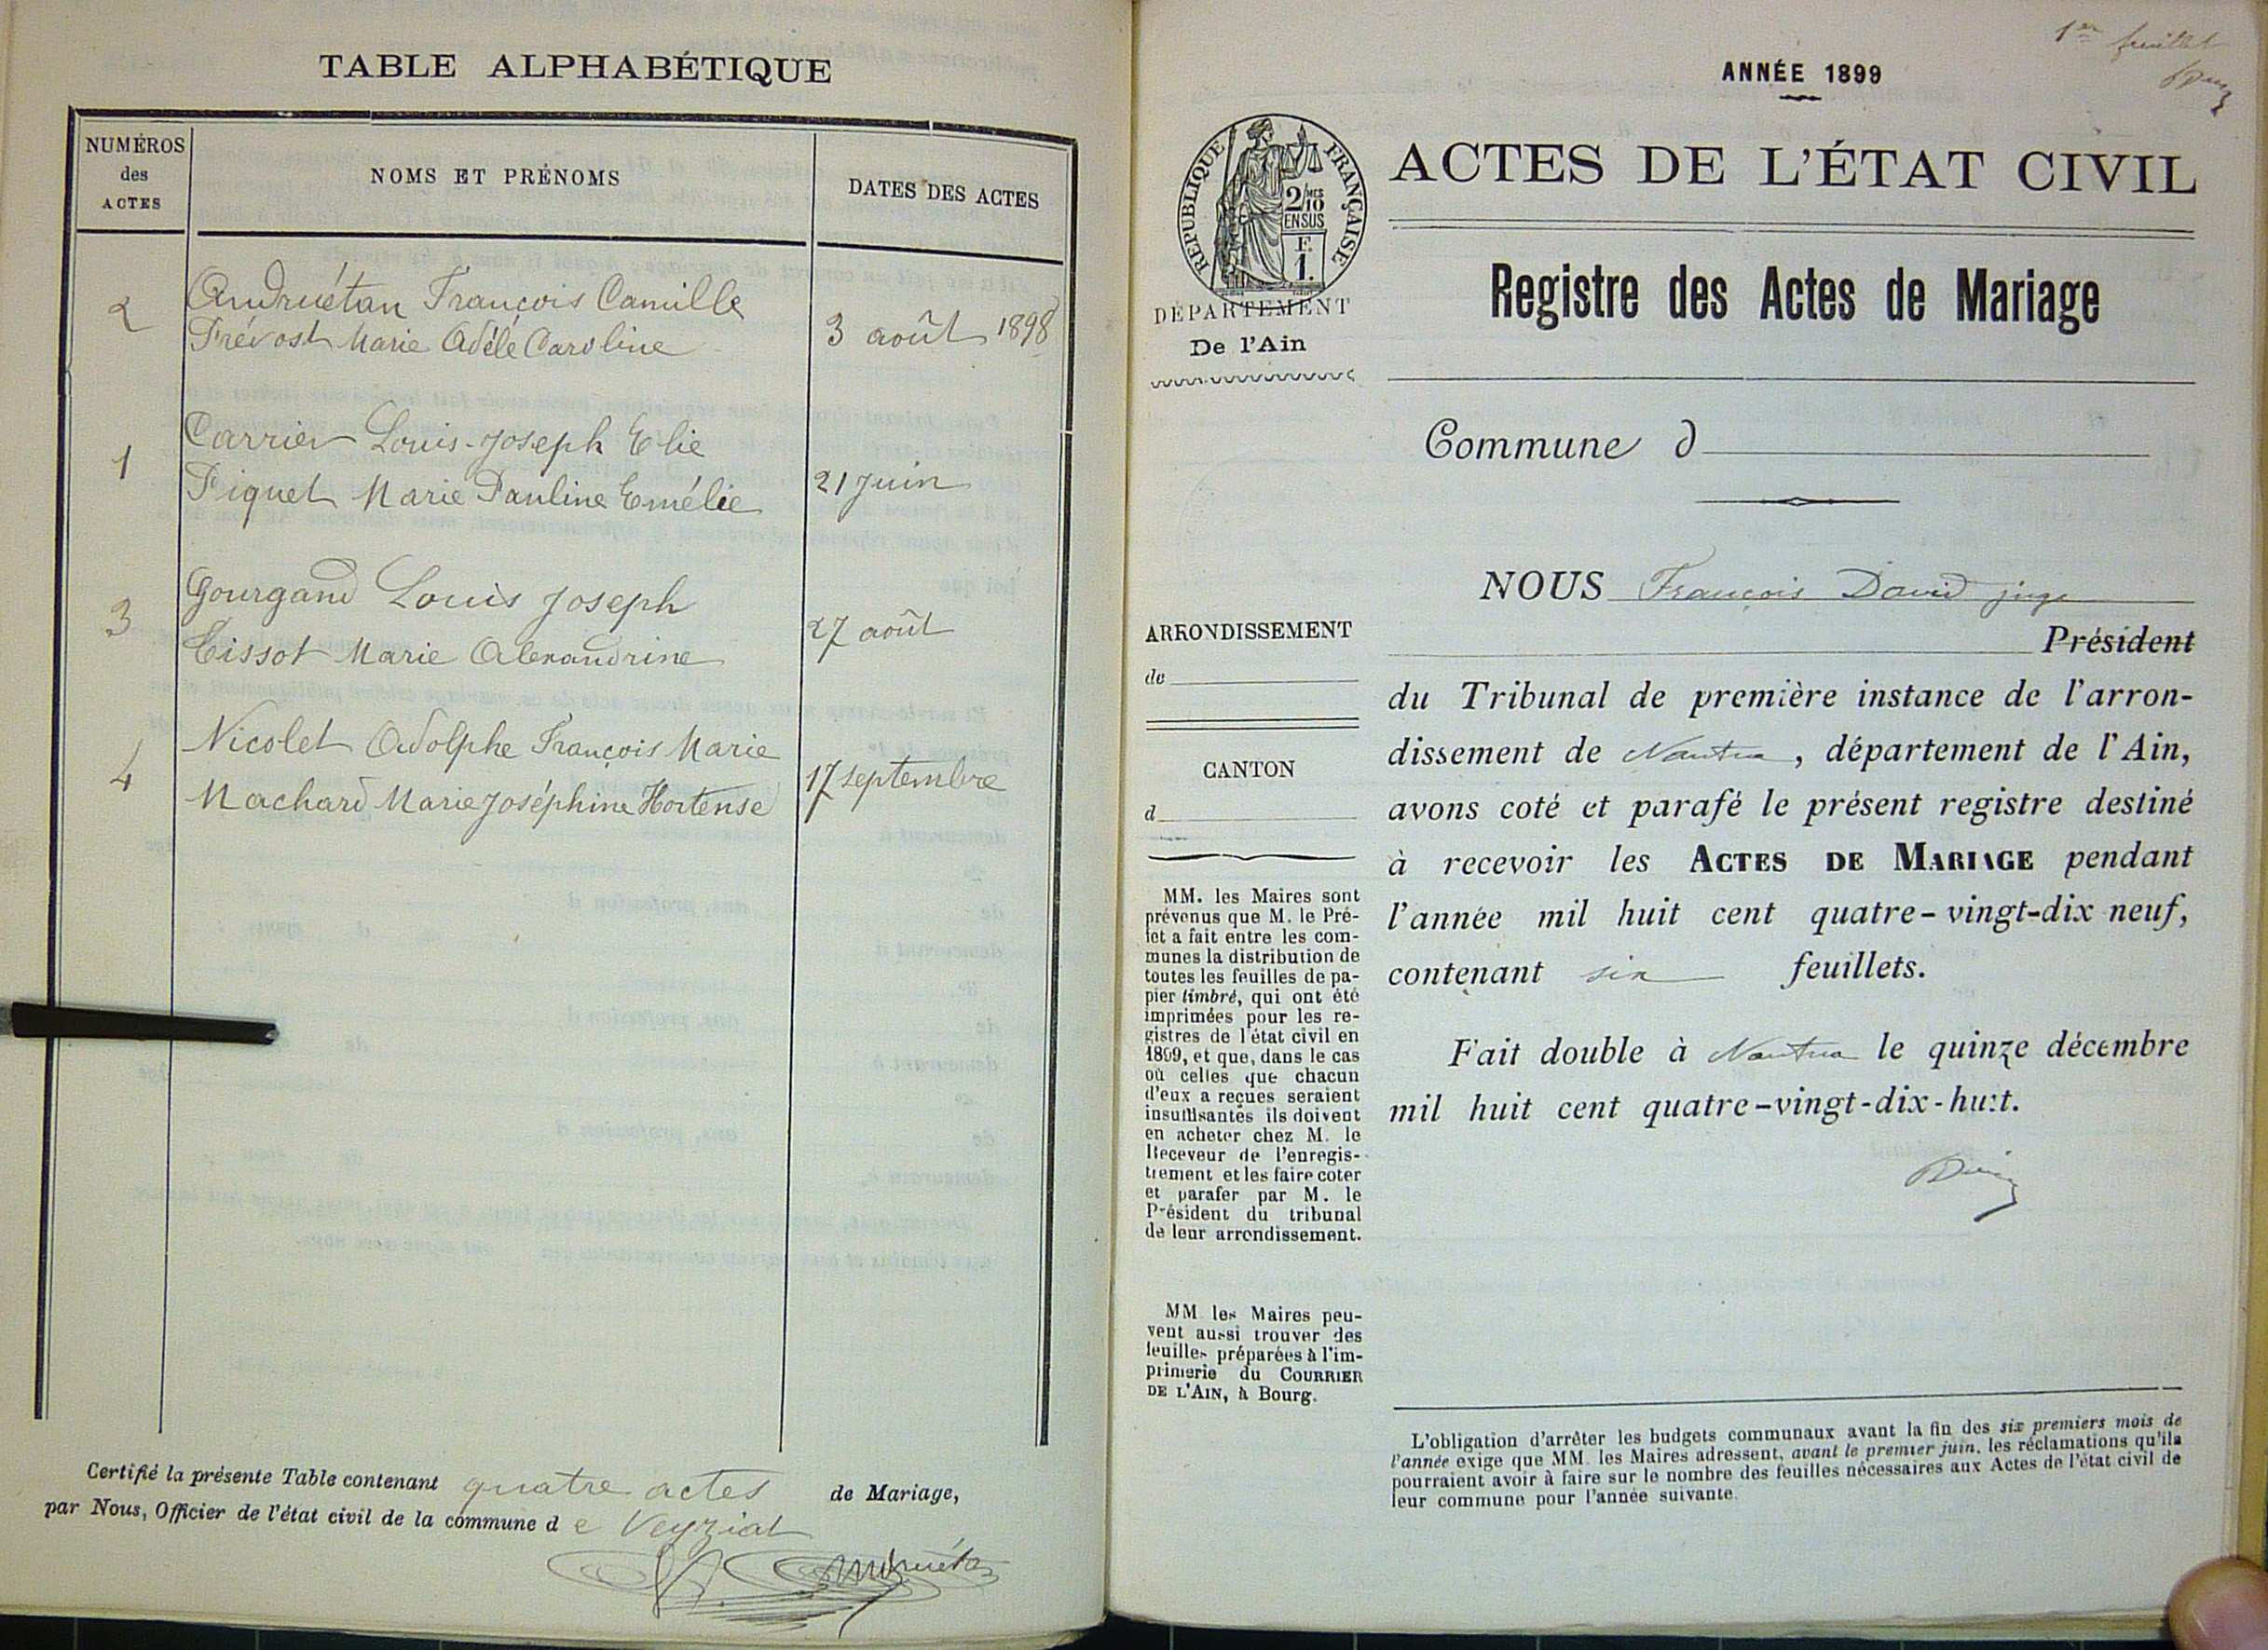 TABLE ALPHABÉTIQUE
NUMÉROS
des
ACTES
NOMS ET PRÉNOMS
DATES DES ACTES
2
Andruétan François Camille
Prévost Marie Adèle Caroline
3 août 1898
1
Carrier Louis-Joseph Elie
Piquet Marie Pauline Emélie
21 Juin
3
Gourgand Louis Joseph
Tissot Marie Alexandrine
27 août
4
Nicolet Adolphe François Marie
Machard Marie Joséphine Hortense
17 septembre
Certifié la présente Table contenant quatre actes de Mariage,
par Nous, Officier de l'état civil de la commune d e Veyziat
Andruétan
1er feuillet
ANNÉE 1899
ACTES DE L'ÉTAT CIVIL
RÉPUBLIQUE FRANÇAISE
2/10 MES
EN SUS
F.
1.
DÉPARTEMENT
De l'Ain
Registre des Actes de Mariage
Commune d
ARRONDISSEMENT
de
CANTON
d
MM. les Maires sont
prévenus que M. le Pré-
fet a fait entre les com-
munes la distribution de
toutes les feuilles de pa-
pier timbré, qui ont été
imprimées pour les re-
gistres de l'état civil en
1899, et que, dans le cas
où celles que chacun
d'eux a reçues seraient
insuffisantes ils doivent
en acheter chez M. le
Receveur de l'enregis-
trement et les faire coter
et parafer par M. le
Président du tribunal
de leur arrondissement.
MM les Maires peu-
vent aussi trouver des
feuilles préparées à l'im-
primerie du COURRIER
DE L'AIN, à Bourg.
NOUS François David juge
Président
du Tribunal de première instance de l'arron-
dissement de Nantua, département de l'Ain,
avons coté et parafé le présent registre destiné
à recevoir les ACTES DE MARIAGE pendant
l'année mil huit cent quatre-vingt-dix neuf,
contenant six feuillets.
Fait double à Nantua le quinze décembre
mil huit cent quatre-vingt-dix-huit.
L'obligation d'arrêter les budgets communaux avant la fin des six premiers mois de
l'année exige que MM. les Maires adressent, avant le premier juin, les réclamations qu'ils
pourraient avoir à faire sur le nombre des feuilles nécessaires aux Actes de l'état civil de
leur commune pour l'année suivante.